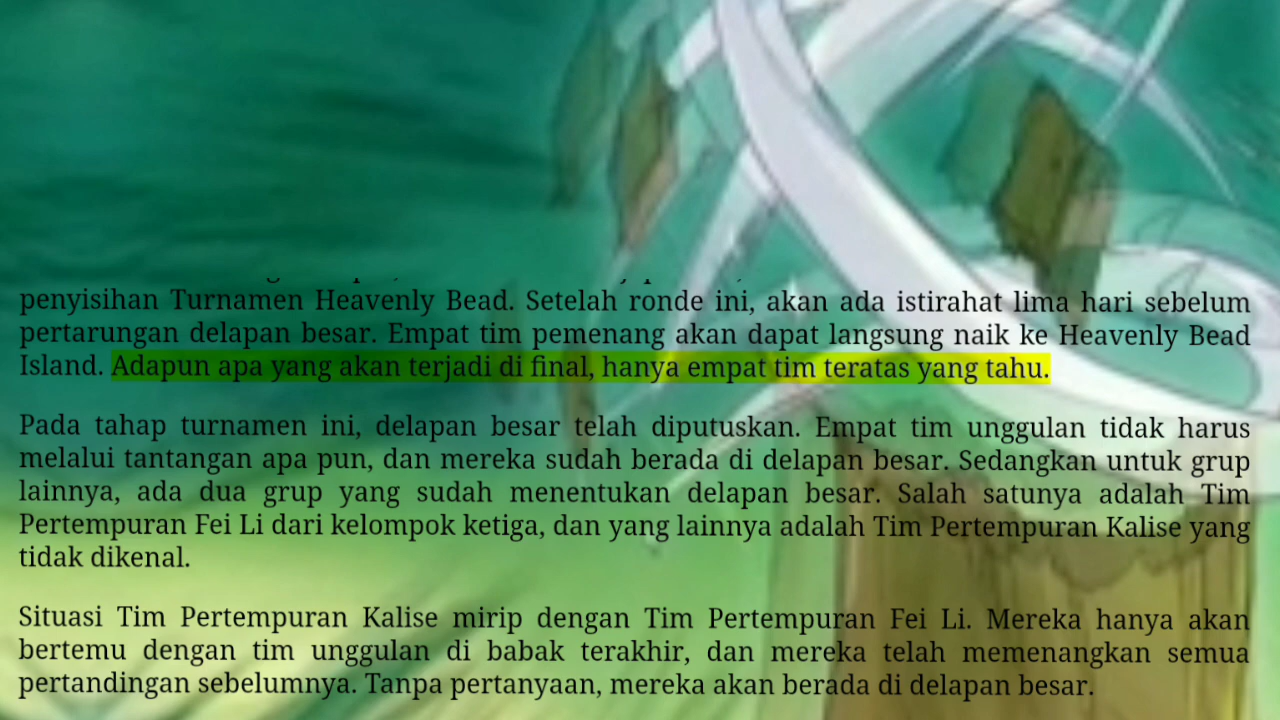 penyisihan Turnamen Heavenly Bead. Setelah ronde ini, akan ada istirahat lima hari sebelum
pertarungan delapan besar. Empat tim pemenang akan dapat langsung naik ke Heavenly Bead
Island. Adapun apa yang akan terjadi di final, hanya empat tim teratas yang tahu.
Pada tahap turnamen ini, delapan besar telah diputuskan. Empat tim unggulan tidak harus
melalui tantangan apa pun, dan mereka sudah berada di delapan besar. Sedangkan untuk grup
lainnya, ada dua grup yang sudah menentukan delapan besar. Salah satunya adalah Tim
Pertempuran Fei Li dari kelompok ketiga, dan yang lainnya adalah Tim Pertempuran Kalise yang
tidak dikenal.
Situasi Tim Pertempuran Kalise mirip dengan Tim Pertempuran Fei Li. Mereka hanya akan
bertemu dengan tim unggulan di babak terakhir, dan mereka telah memenangkan semua
pertandingan sebelumnya. Tanpa pertanyaan, mereka akan berada di delapan besar.